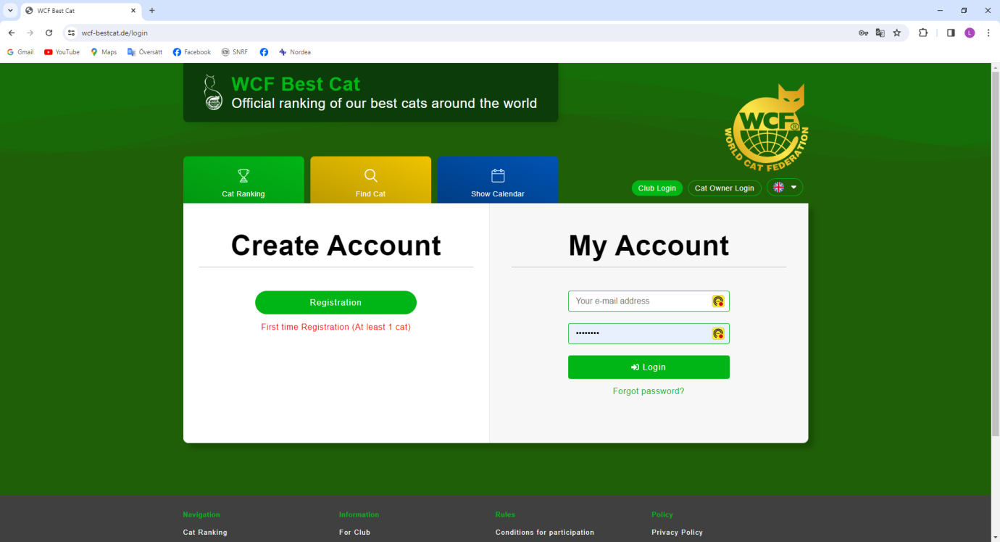 WCF Best Cat
wcf-bestcat.de/login
L
Gmail YouTube Maps Översätt Facebook SNRF Nordea
WCF Best Cat
Official ranking of our best cats around the world
WCF®
WORLD CAT FEDERATION
Cat Ranking
Find Cat
Show Calendar
Club Login
Cat Owner Login
Create Account
Registration
First time Registration (At least 1 cat)
My Account
Your e-mail address
••••••••
Login
Forgot password?
Navigation Information Rules Policy
Cat Ranking For Club Conditions for participation Privacy Policy